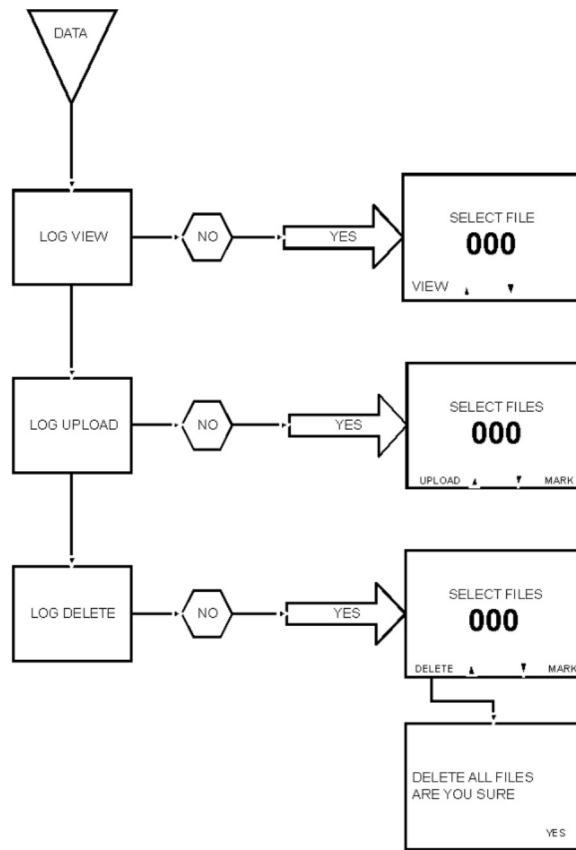 DATA
LOG VIEW
NO
YES
SELECT FILE
000
VIEW
LOG UPLOAD
NO
YES
SELECT FILES
000
UPLOAD MARK
LOG DELETE
NO
YES
SELECT FILES
000
DELETE MARK
DELETE ALL FILES
ARE YOU SURE
YES